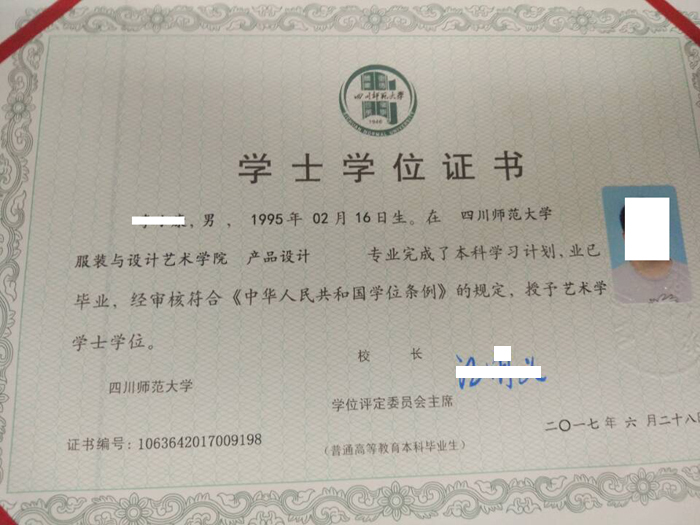 四川师范大學
1946
学士学位证书
，男，1995年 02月 16日生。在 四川师范大学
服装与设计艺术学院 产品设计 专业完成了本科学习计划，业已
毕业，经审核符合《中华人民共和国学位条例》的规定，授予艺术学
学士学位。
校 长
四川师范大学
学位评定委员会主席
证书编号：1063642017009198
二〇一七年 六 月二十八
（普通高等教育本科毕业生）